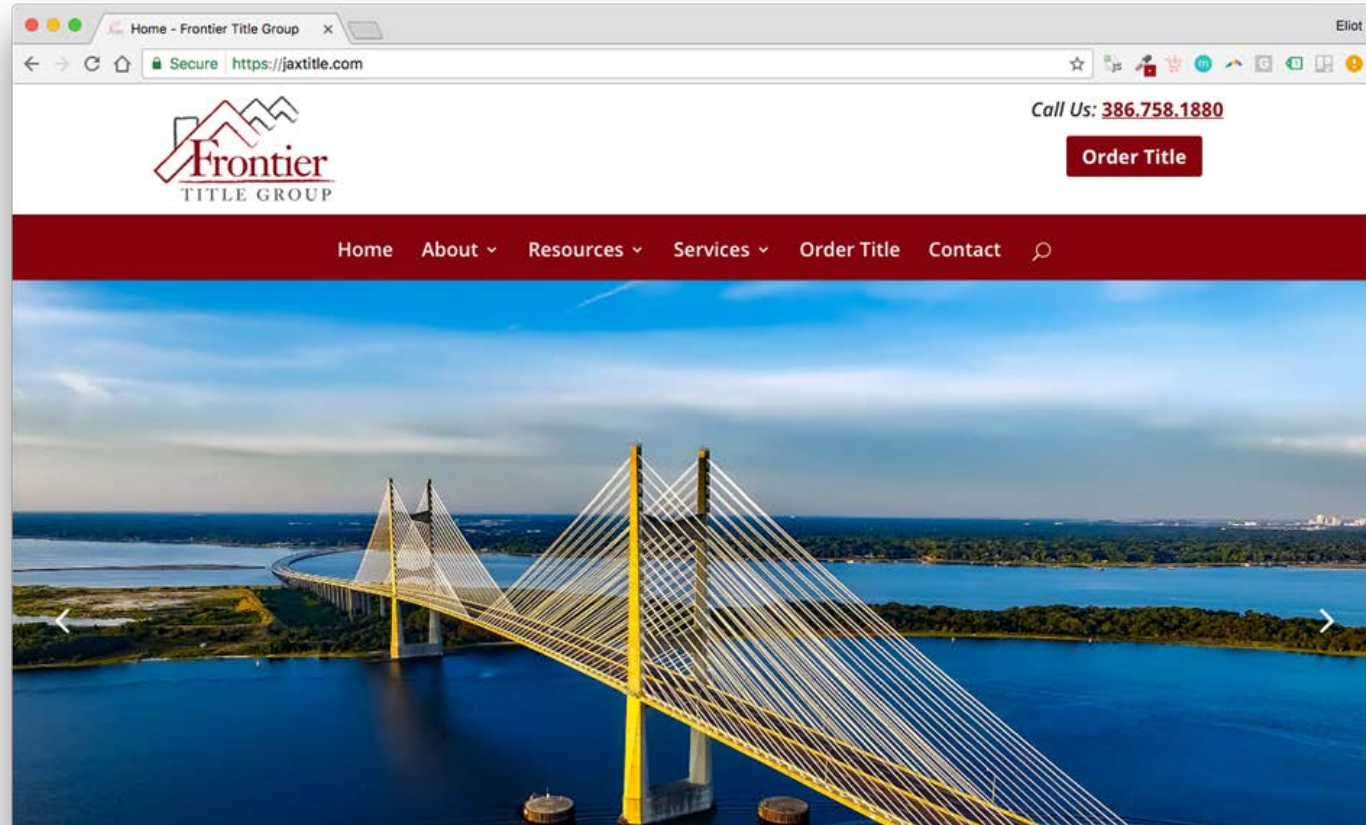 Home - Frontier Title Group
Eliot
Secure https://jaxtitle.com
Frontier
TITLE GROUP
Call Us: 386.758.1880
Order Title
Home About Resources Services Order Title Contact